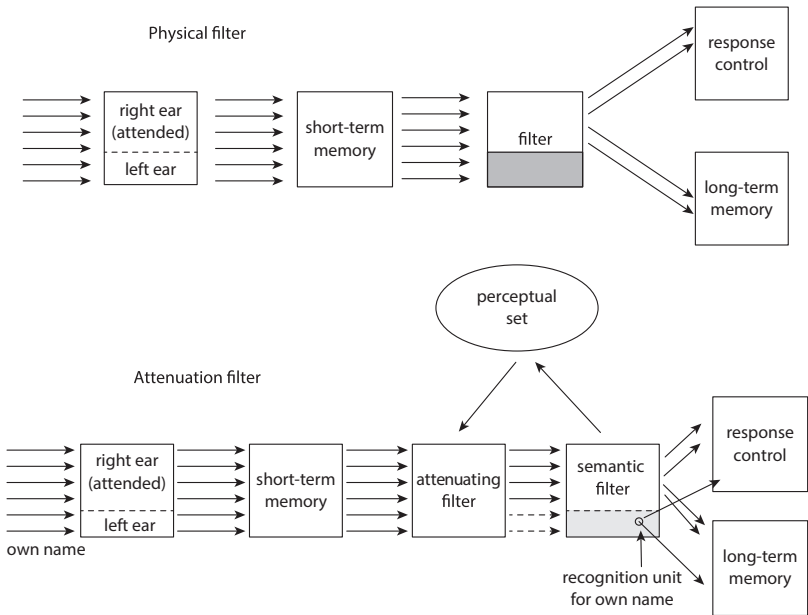 Physical filter
right ear
(attended)
left ear
short-term
memory
filter
response
control
long-term
memory
perceptual
set
Attenuation filter
right ear
(attended)
left ear
own name
short-term
memory
attenuating
filter
semantic
filter
recognition unit
for own name
response
control
long-term
memory